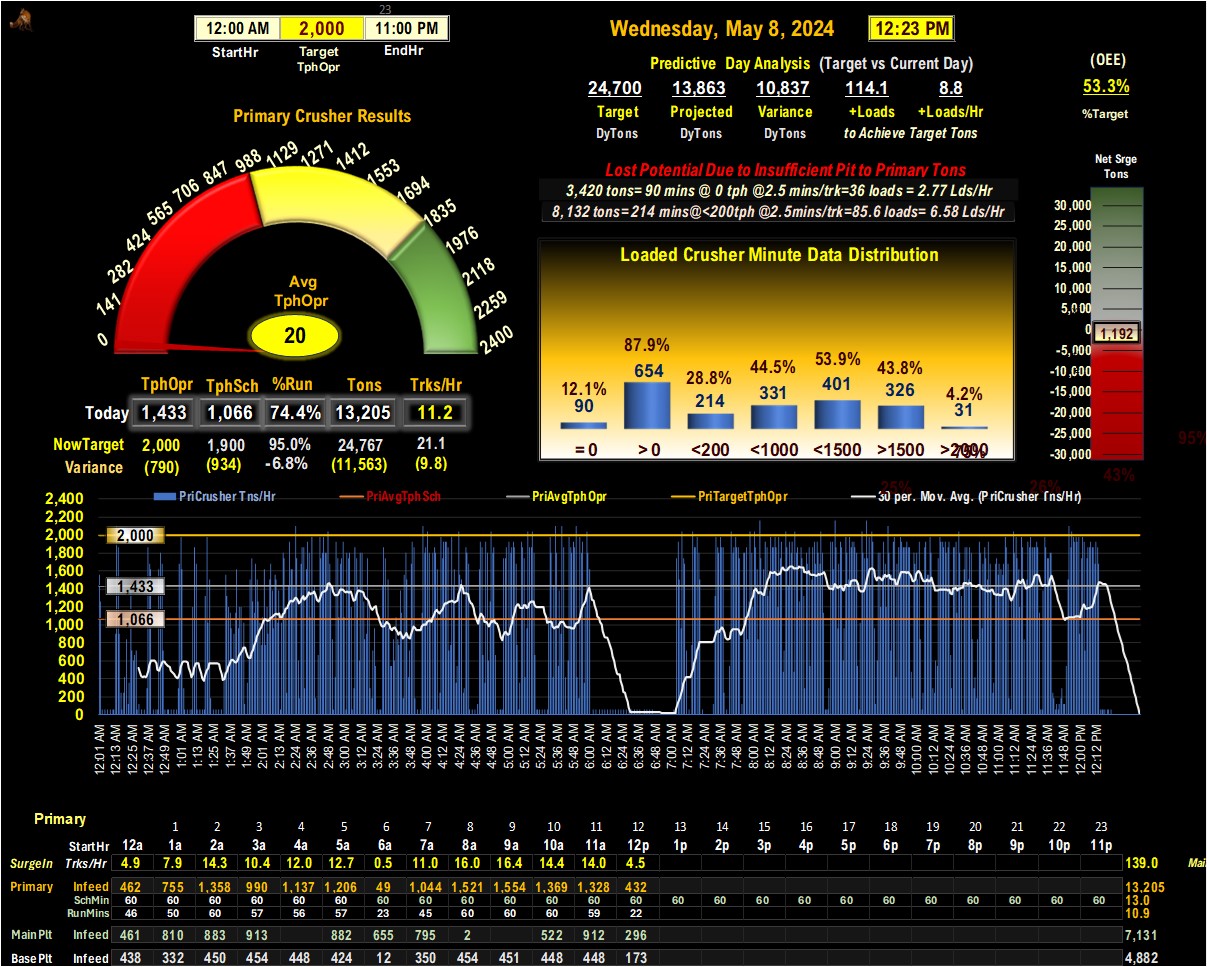 23
12:00 AM 2,000 11:00 PM
StartHr Target EndHr
TphOpr
Wednesday, May 8, 2024 12:23 PM
Predictive Day Analysis (Target vs Current Day)
24,700 13,863 10,837 114.1 8.8
Target Projected Variance +Loads +Loads/Hr
DyTons DyTons DyTons to Achieve Target Tons
(OEE)
53.3%
%Target
Primary Crusher Results
0 141 282 424 565 706 847 988 1129 1271 1412 1553 1694 1835 1976 2118 2259 2400
Avg
TphOpr
20
Lost Potential Due to Insufficient Pit to Primary Tons
3,420 tons= 90 mins @ 0 tph @2.5 mins/trk=36 loads = 2.77 Lds/Hr
8,132 tons= 214 mins@<200tph @2.5mins/trk=85.6 loads= 6.58 Lds/Hr
Loaded Crusher Minute Data Distribution
12.1% 87.9% 28.8% 44.5% 53.9% 43.8% 4.2%
90 654 214 331 401 326 31
= 0 > 0 <200 <1000 <1500 >1500 >2000
Net Srge
Tons
30,000
25,000
20,000
15,000
10,000
5,000
0
1,192
-5,000
-10,000
-15,000
-20,000
-25,000
-30,000
95%
43%
25% 26%
TphOpr TphSch %Run Tons Trks/Hr
Today 1,433 1,066 74.4% 13,205 11.2
NowTarget 2,000 1,900 95.0% 24,767 21.1
Variance (790) (934) -6.8% (11,563) (9.8)
PriCrusher Tns/Hr PriAvgTphSch PriAvgTphOpr PriTargetTphOpr 30 per. Mov. Avg. (PriCrusher Tns/Hr)
2,400
2,200
2,000
1,800
1,600
1,400
1,200
1,000
800
600
400
200
0
2,000
1,433
1,066
12:01 AM 12:13 AM 12:25 AM 12:37 AM 12:49 AM 1:01 AM 1:13 AM 1:25 AM 1:37 AM 1:49 AM 2:01 AM 2:13 AM 2:24 AM 2:36 AM 2:48 AM 3:00 AM 3:12 AM 3:24 AM 3:36 AM 3:48 AM 4:00 AM 4:12 AM 4:24 AM 4:36 AM 4:48 AM 5:00 AM 5:12 AM 5:24 AM 5:36 AM 5:48 AM 6:00 AM 6:12 AM 6:24 AM 6:36 AM 6:48 AM 7:00 AM 7:12 AM 7:24 AM 7:36 AM 7:48 AM 8:00 AM 8:12 AM 8:24 AM 8:36 AM 8:48 AM 9:00 AM 9:12 AM 9:24 AM 9:36 AM 9:48 AM 10:00 AM 10:12 AM 10:24 AM 10:36 AM 10:48 AM 11:00 AM 11:12 AM 11:24 AM 11:36 AM 11:48 AM 12:00 PM 12:12 PM
Primary
1 2 3 4 5 6 7 8 9 10 11 12 13 14 15 16 17 18 19 20 21 22 23
StartHr 12a 1a 2a 3a 4a 5a 6a 7a 8a 9a 10a 11a 12p 1p 2p 3p 4p 5p 6p 7p 8p 9p 10p 11p
SurgeIn Trks/Hr 4.9 7.9 14.3 10.4 12.0 12.7 0.5 11.0 16.0 16.4 14.4 14.0 4.5 139.0
Primary Infeed 462 755 1,358 990 1,137 1,206 49 1,044 1,521 1,554 1,369 1,328 432 13,205
SchMin 60 60 60 60 60 60 60 60 60 60 60 60 60 60 60 60 60 60 60 60 60 60 60 60 13.0
RunMins 46 50 60 57 56 57 23 45 60 60 60 59 22 10.9
MainPlt Infeed 461 810 883 913 882 655 795 2 522 912 296 7,131
BasePlt Infeed 438 332 450 454 448 424 12 350 454 451 448 448 173 4,882